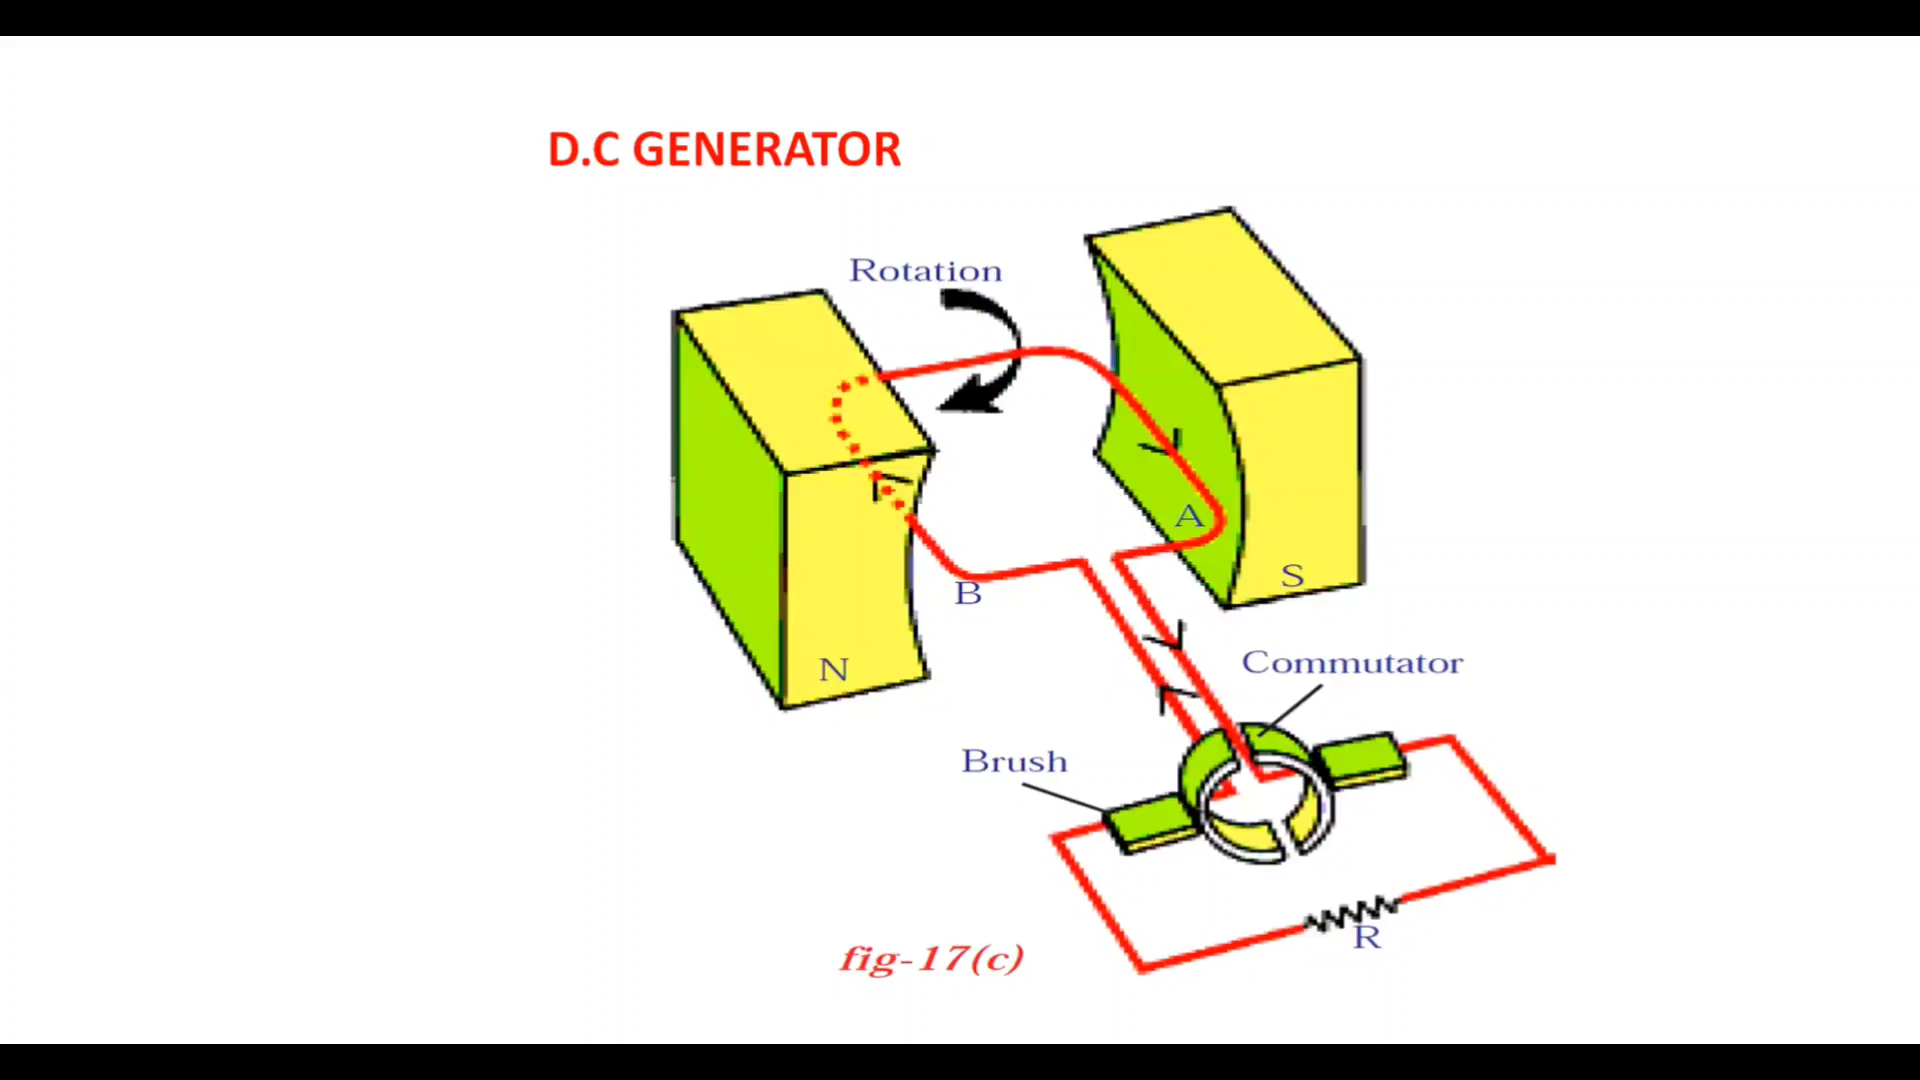 D.C GENERATOR
Rotation
A
S
B
N
Commutator
Brush
R
fig-17(c)